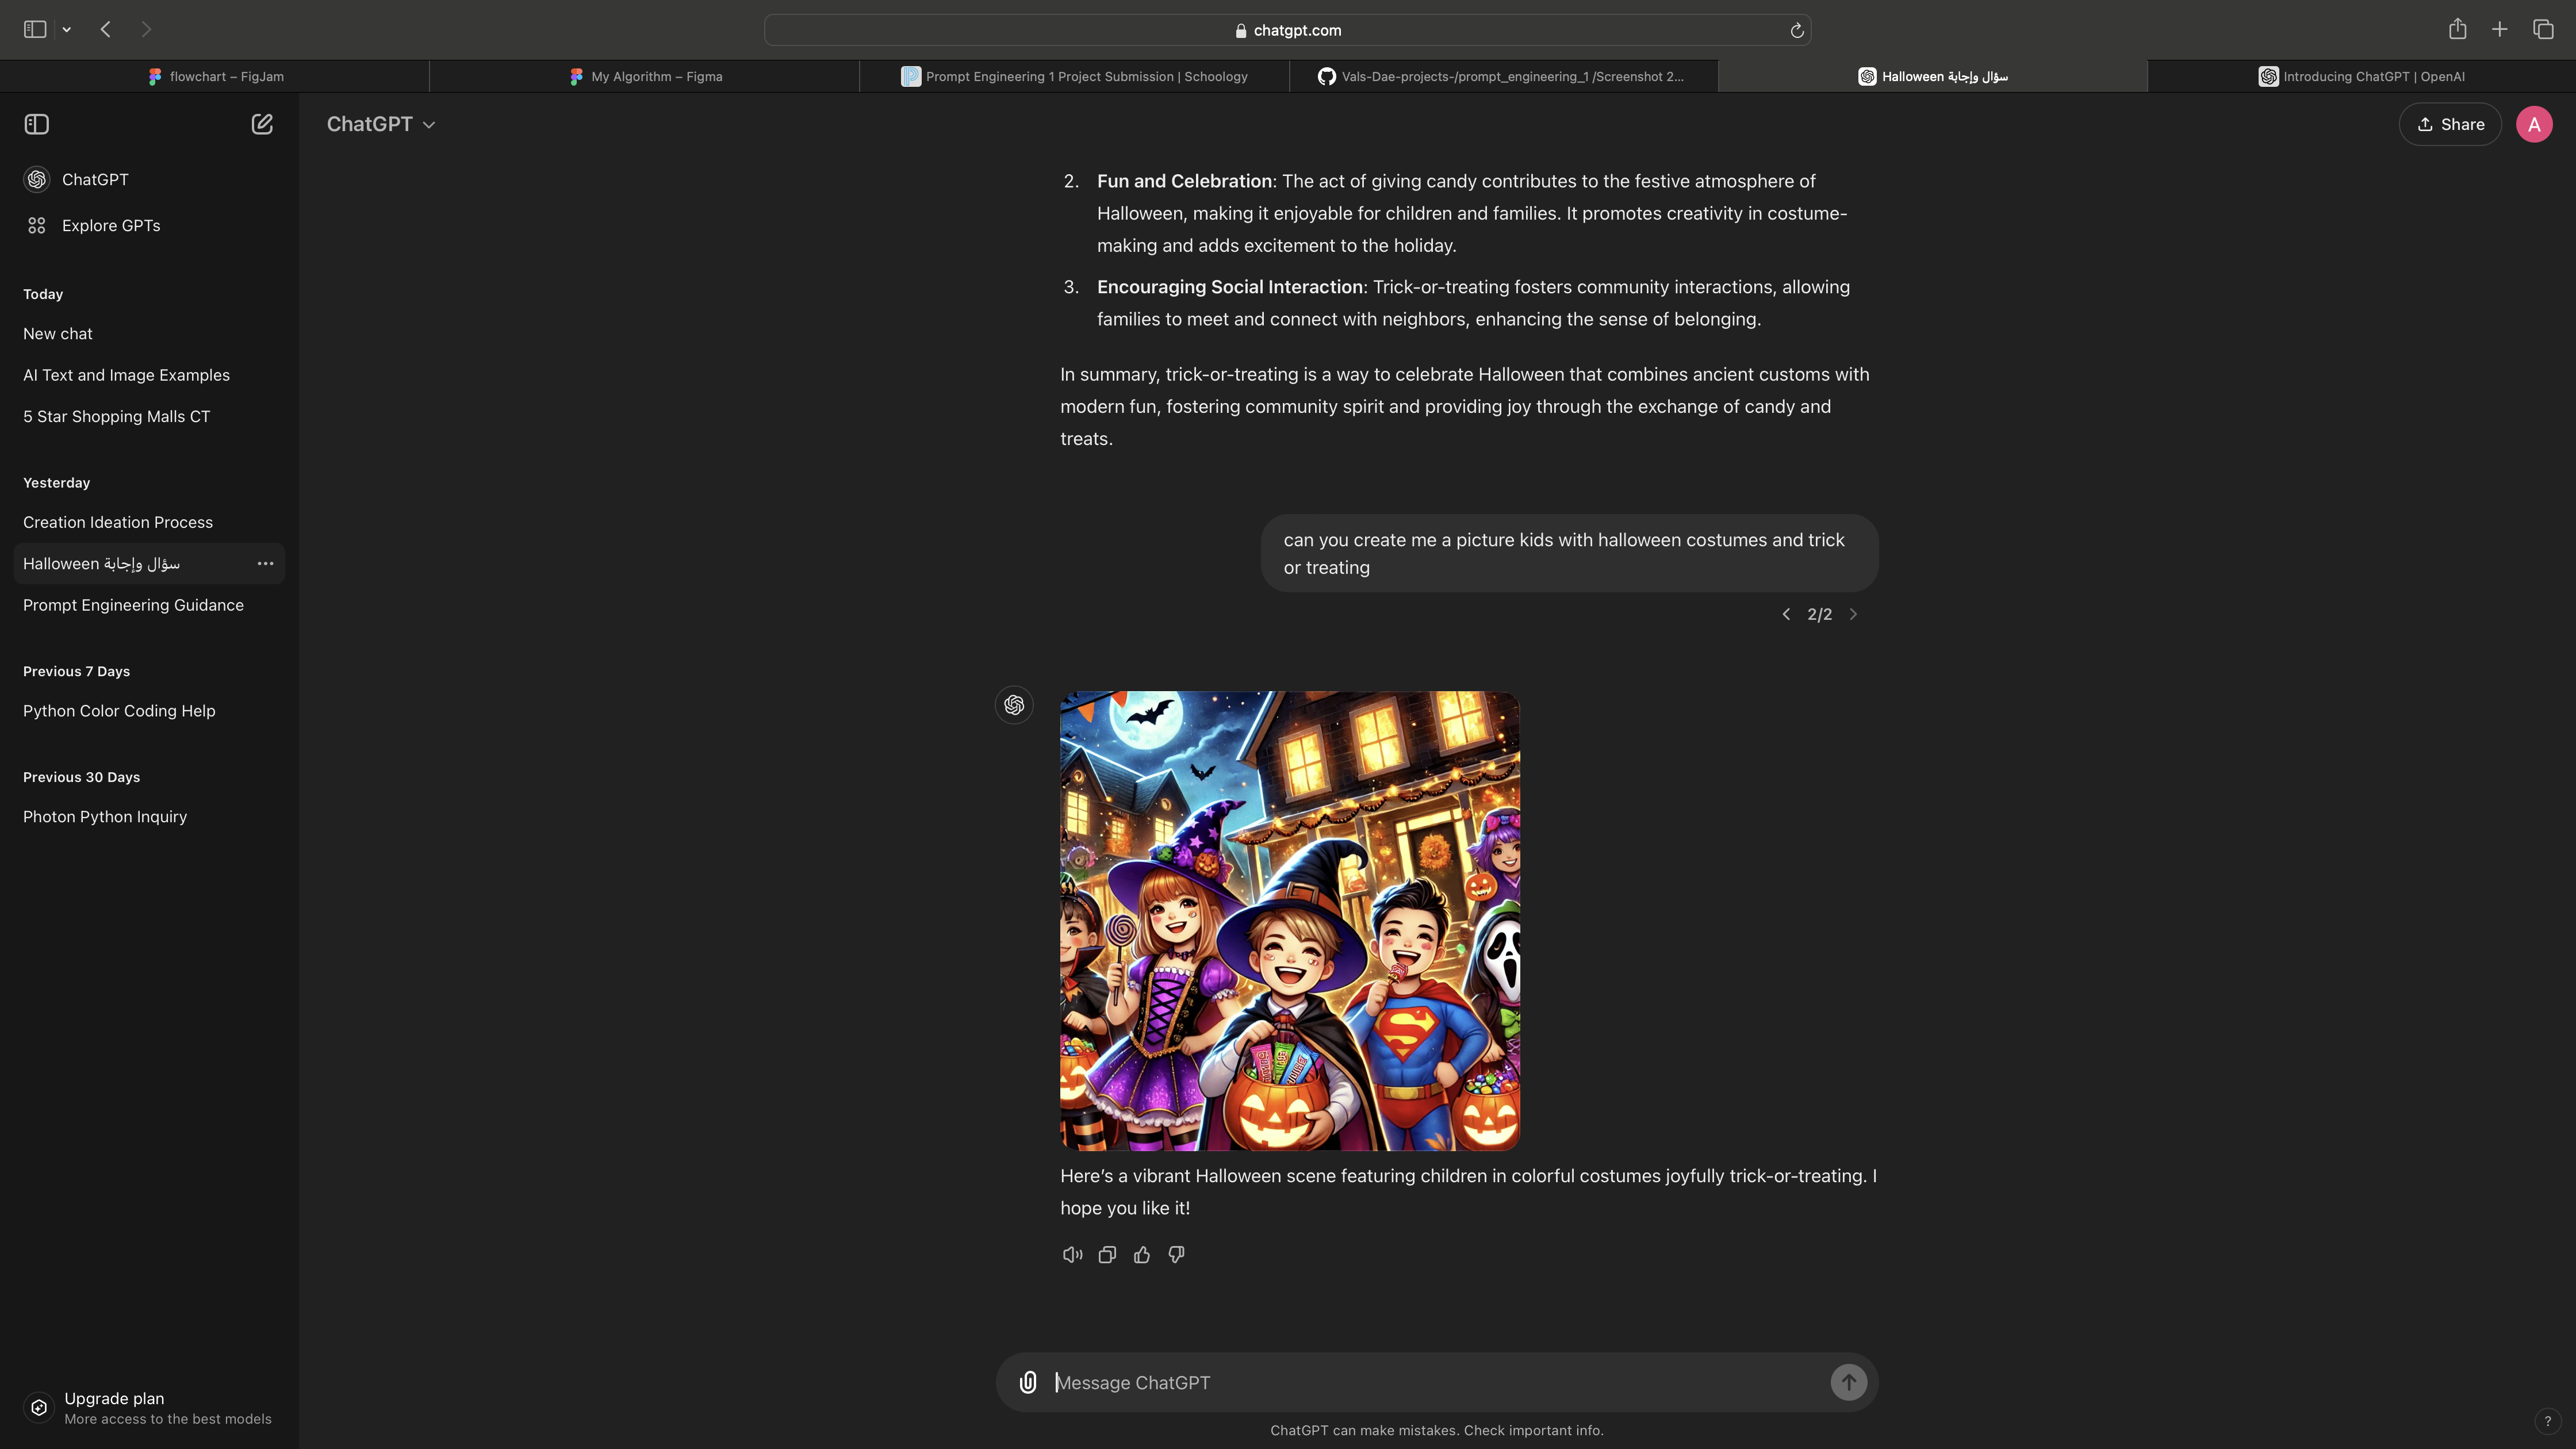 chatgpt.com
flowchart – FigJam
My Algorithm – Figma
Prompt Engineering 1 Project Submission | Schoology
Vals-Dae-projects-/prompt_engineering_1 /Screenshot 2...
Halloween سؤال وإجابة
Introducing ChatGPT | OpenAI
ChatGPT
Share
A
ChatGPT
Explore GPTs
Today
New chat
AI Text and Image Examples
5 Star Shopping Malls CT
Yesterday
Creation Ideation Process
Halloween سؤال وإجابة
Prompt Engineering Guidance
Previous 7 Days
Python Color Coding Help
Previous 30 Days
Photon Python Inquiry
Upgrade plan
More access to the best models
2. Fun and Celebration: The act of giving candy contributes to the festive atmosphere of
Halloween, making it enjoyable for children and families. It promotes creativity in costume-
making and adds excitement to the holiday.
3. Encouraging Social Interaction: Trick-or-treating fosters community interactions, allowing
families to meet and connect with neighbors, enhancing the sense of belonging.
In summary, trick-or-treating is a way to celebrate Halloween that combines ancient customs with
modern fun, fostering community spirit and providing joy through the exchange of candy and
treats.
can you create me a picture kids with halloween costumes and trick
or treating
2/2
Here’s a vibrant Halloween scene featuring children in colorful costumes joyfully trick-or-treating. I
hope you like it!
Message ChatGPT
ChatGPT can make mistakes. Check important info.
?